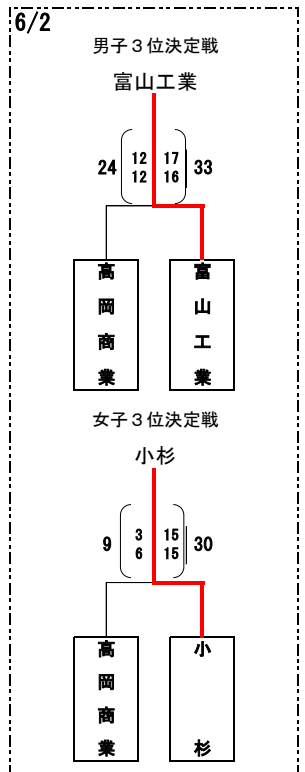 6/2
男子３位決定戦
富山工業
24 12 17 33
12 16
高岡商業 富山工業
女子３位決定戦
小杉
9 3 15 30
6 15
高岡商業 小杉